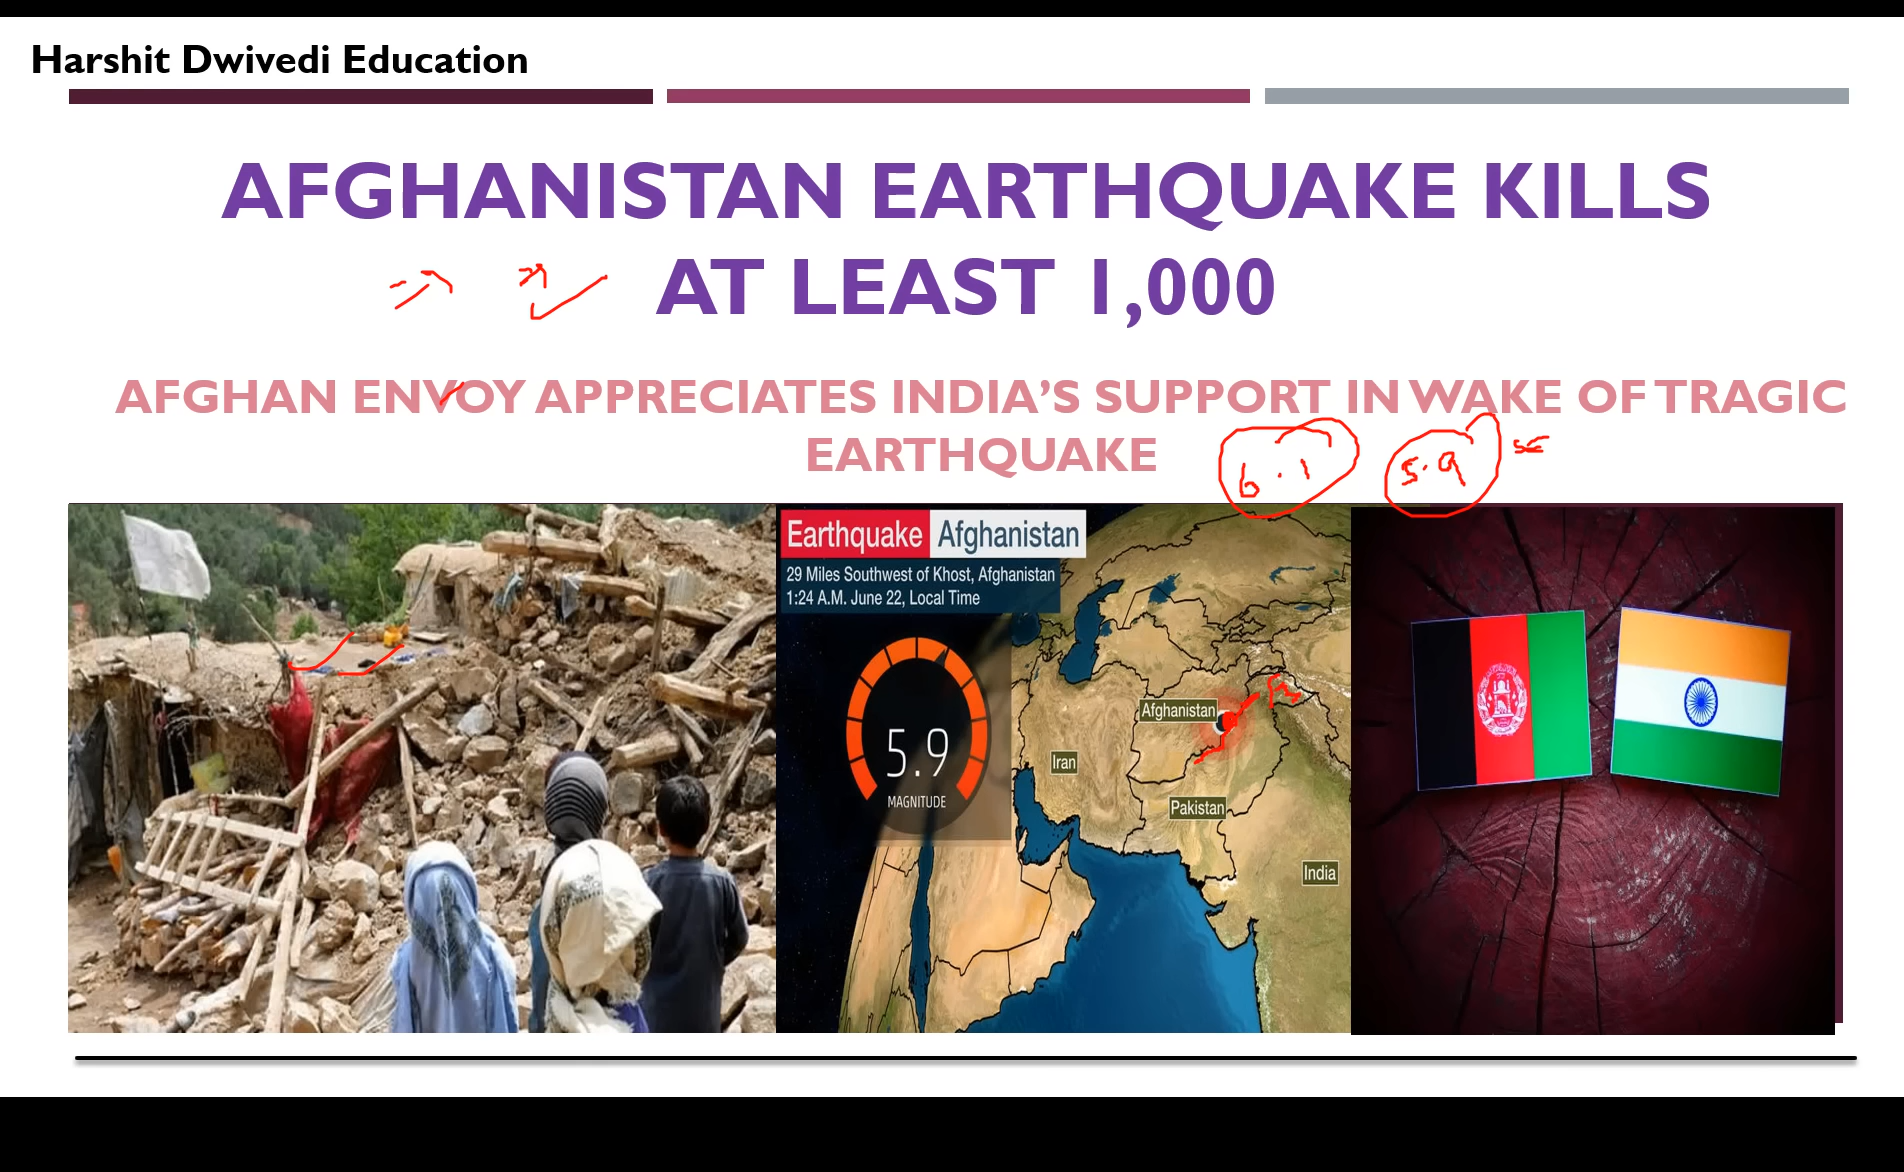 Harshit Dwivedi Education
AFGHANISTAN EARTHQUAKE KILLS
AT LEAST 1,000
AFGHAN ENVOY APPRECIATES INDIA'S SUPPORT IN WAKE OF TRAGIC
EARTHQUAKE
6.1 5.9
Earthquake Afghanistan
29 Miles Southwest of Khost, Afghanistan
1:24 A.M. June 22, Local Time
5.9
MAGNITUDE
Afghanistan
Iran
Pakistan
India